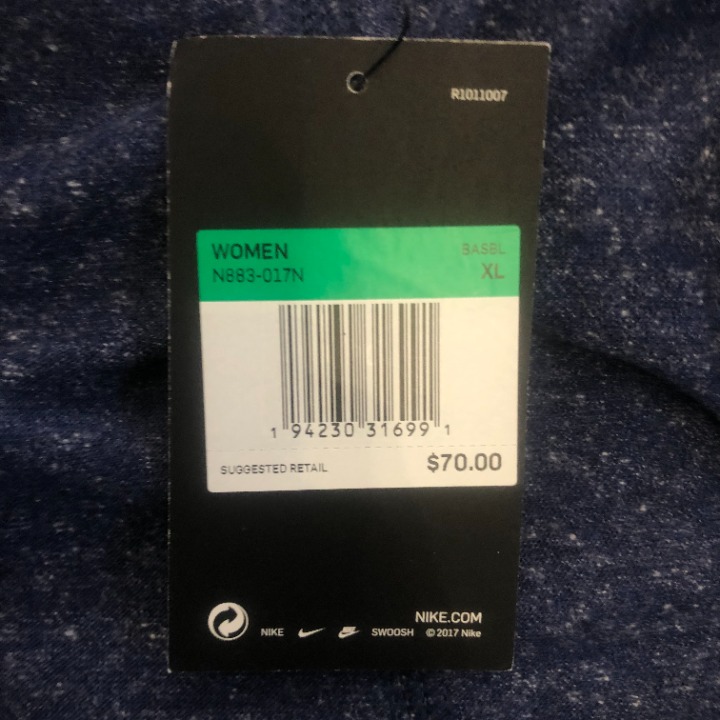 R1011007
WOMEN BASBL
N883-017N XL
1 94230 31699 1
SUGGESTED RETAIL $70.00
NIKE.COM
NIKE SWOOSH © 2017 Nike